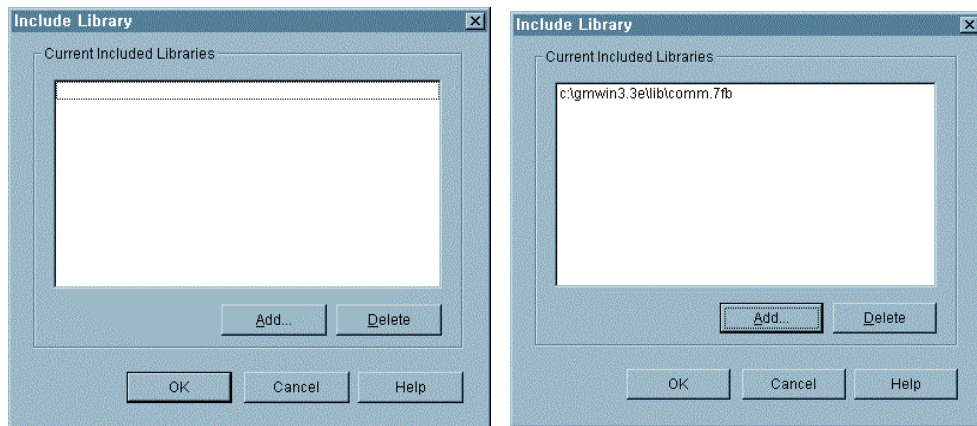 Include Library
Current Included Libraries
Add...
Delete
OK
Cancel
Help
Include Library
Current Included Libraries
c:\gmwin3.3e\lib\comm.7fb
Add...
Delete
OK
Cancel
Help